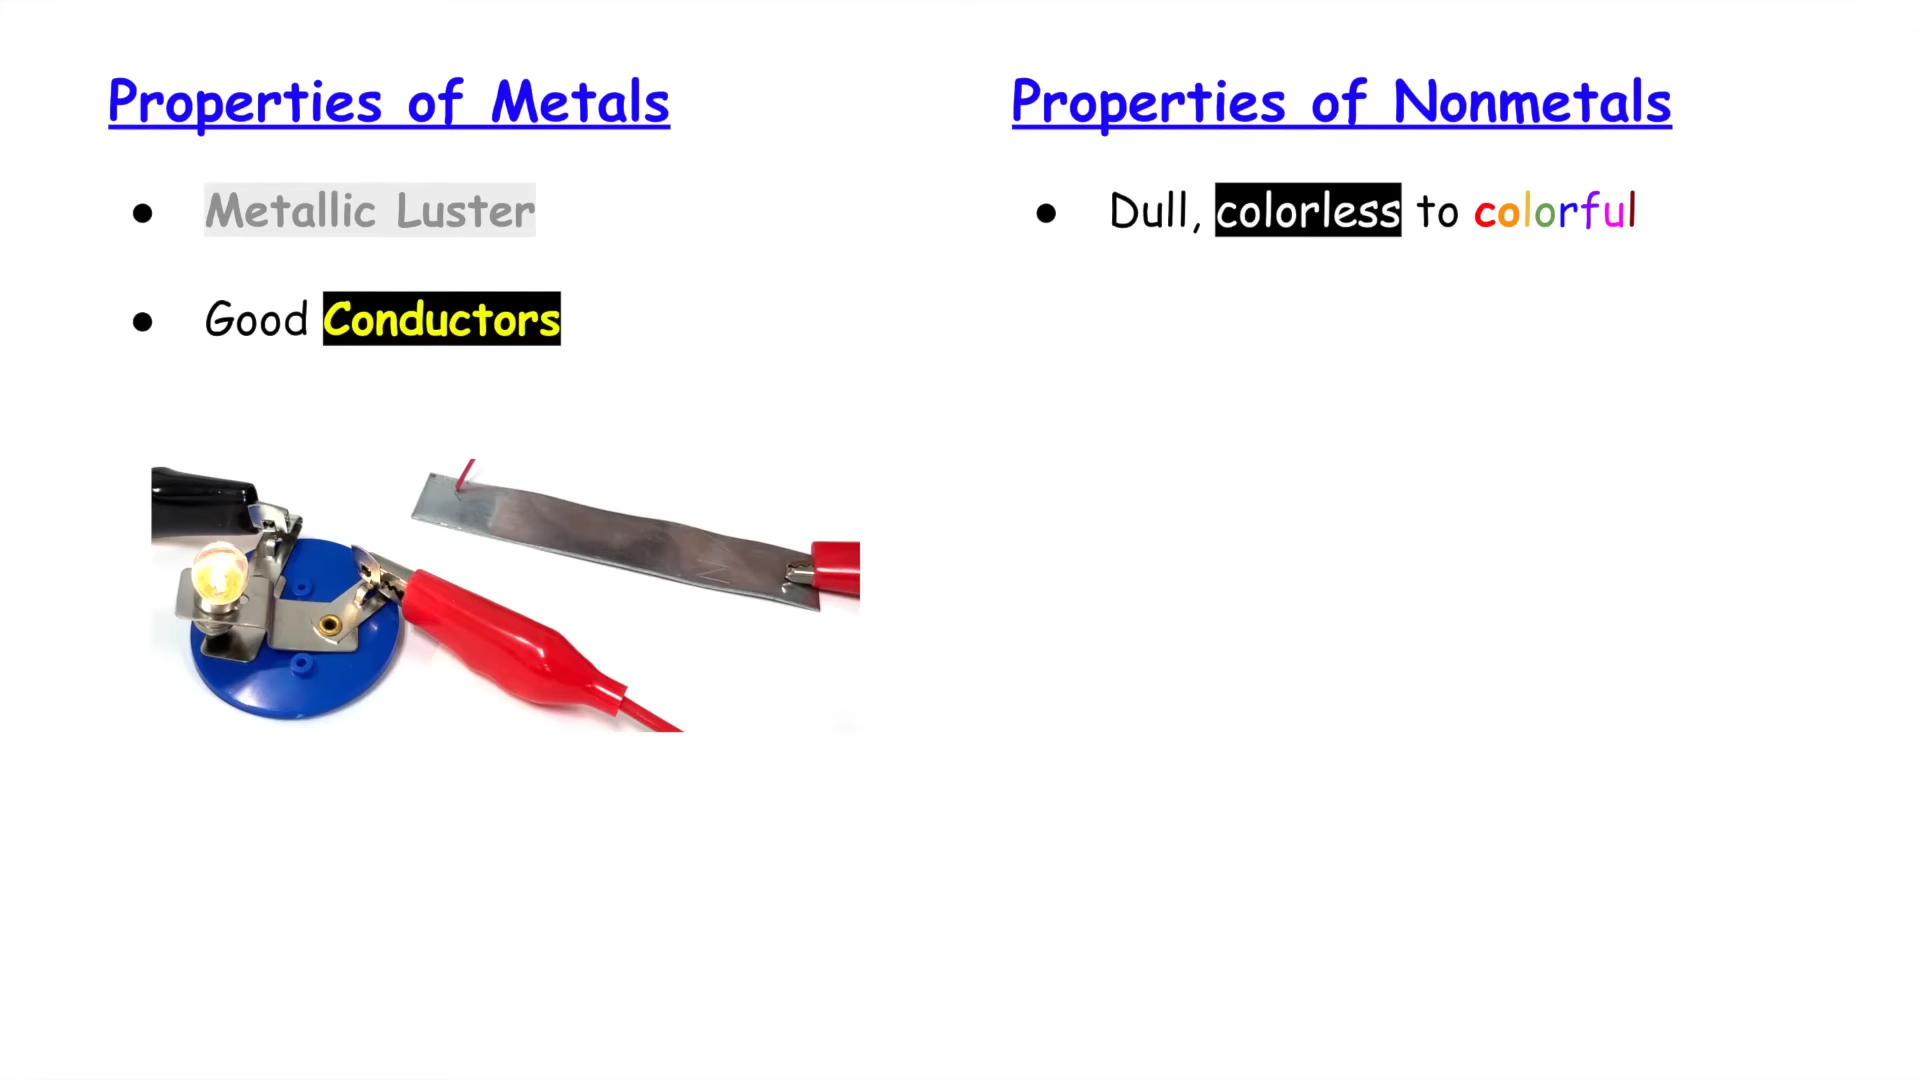 Properties of Metals
● Metallic Luster
● Good Conductors
Properties of Nonmetals
● Dull, colorless to colorful